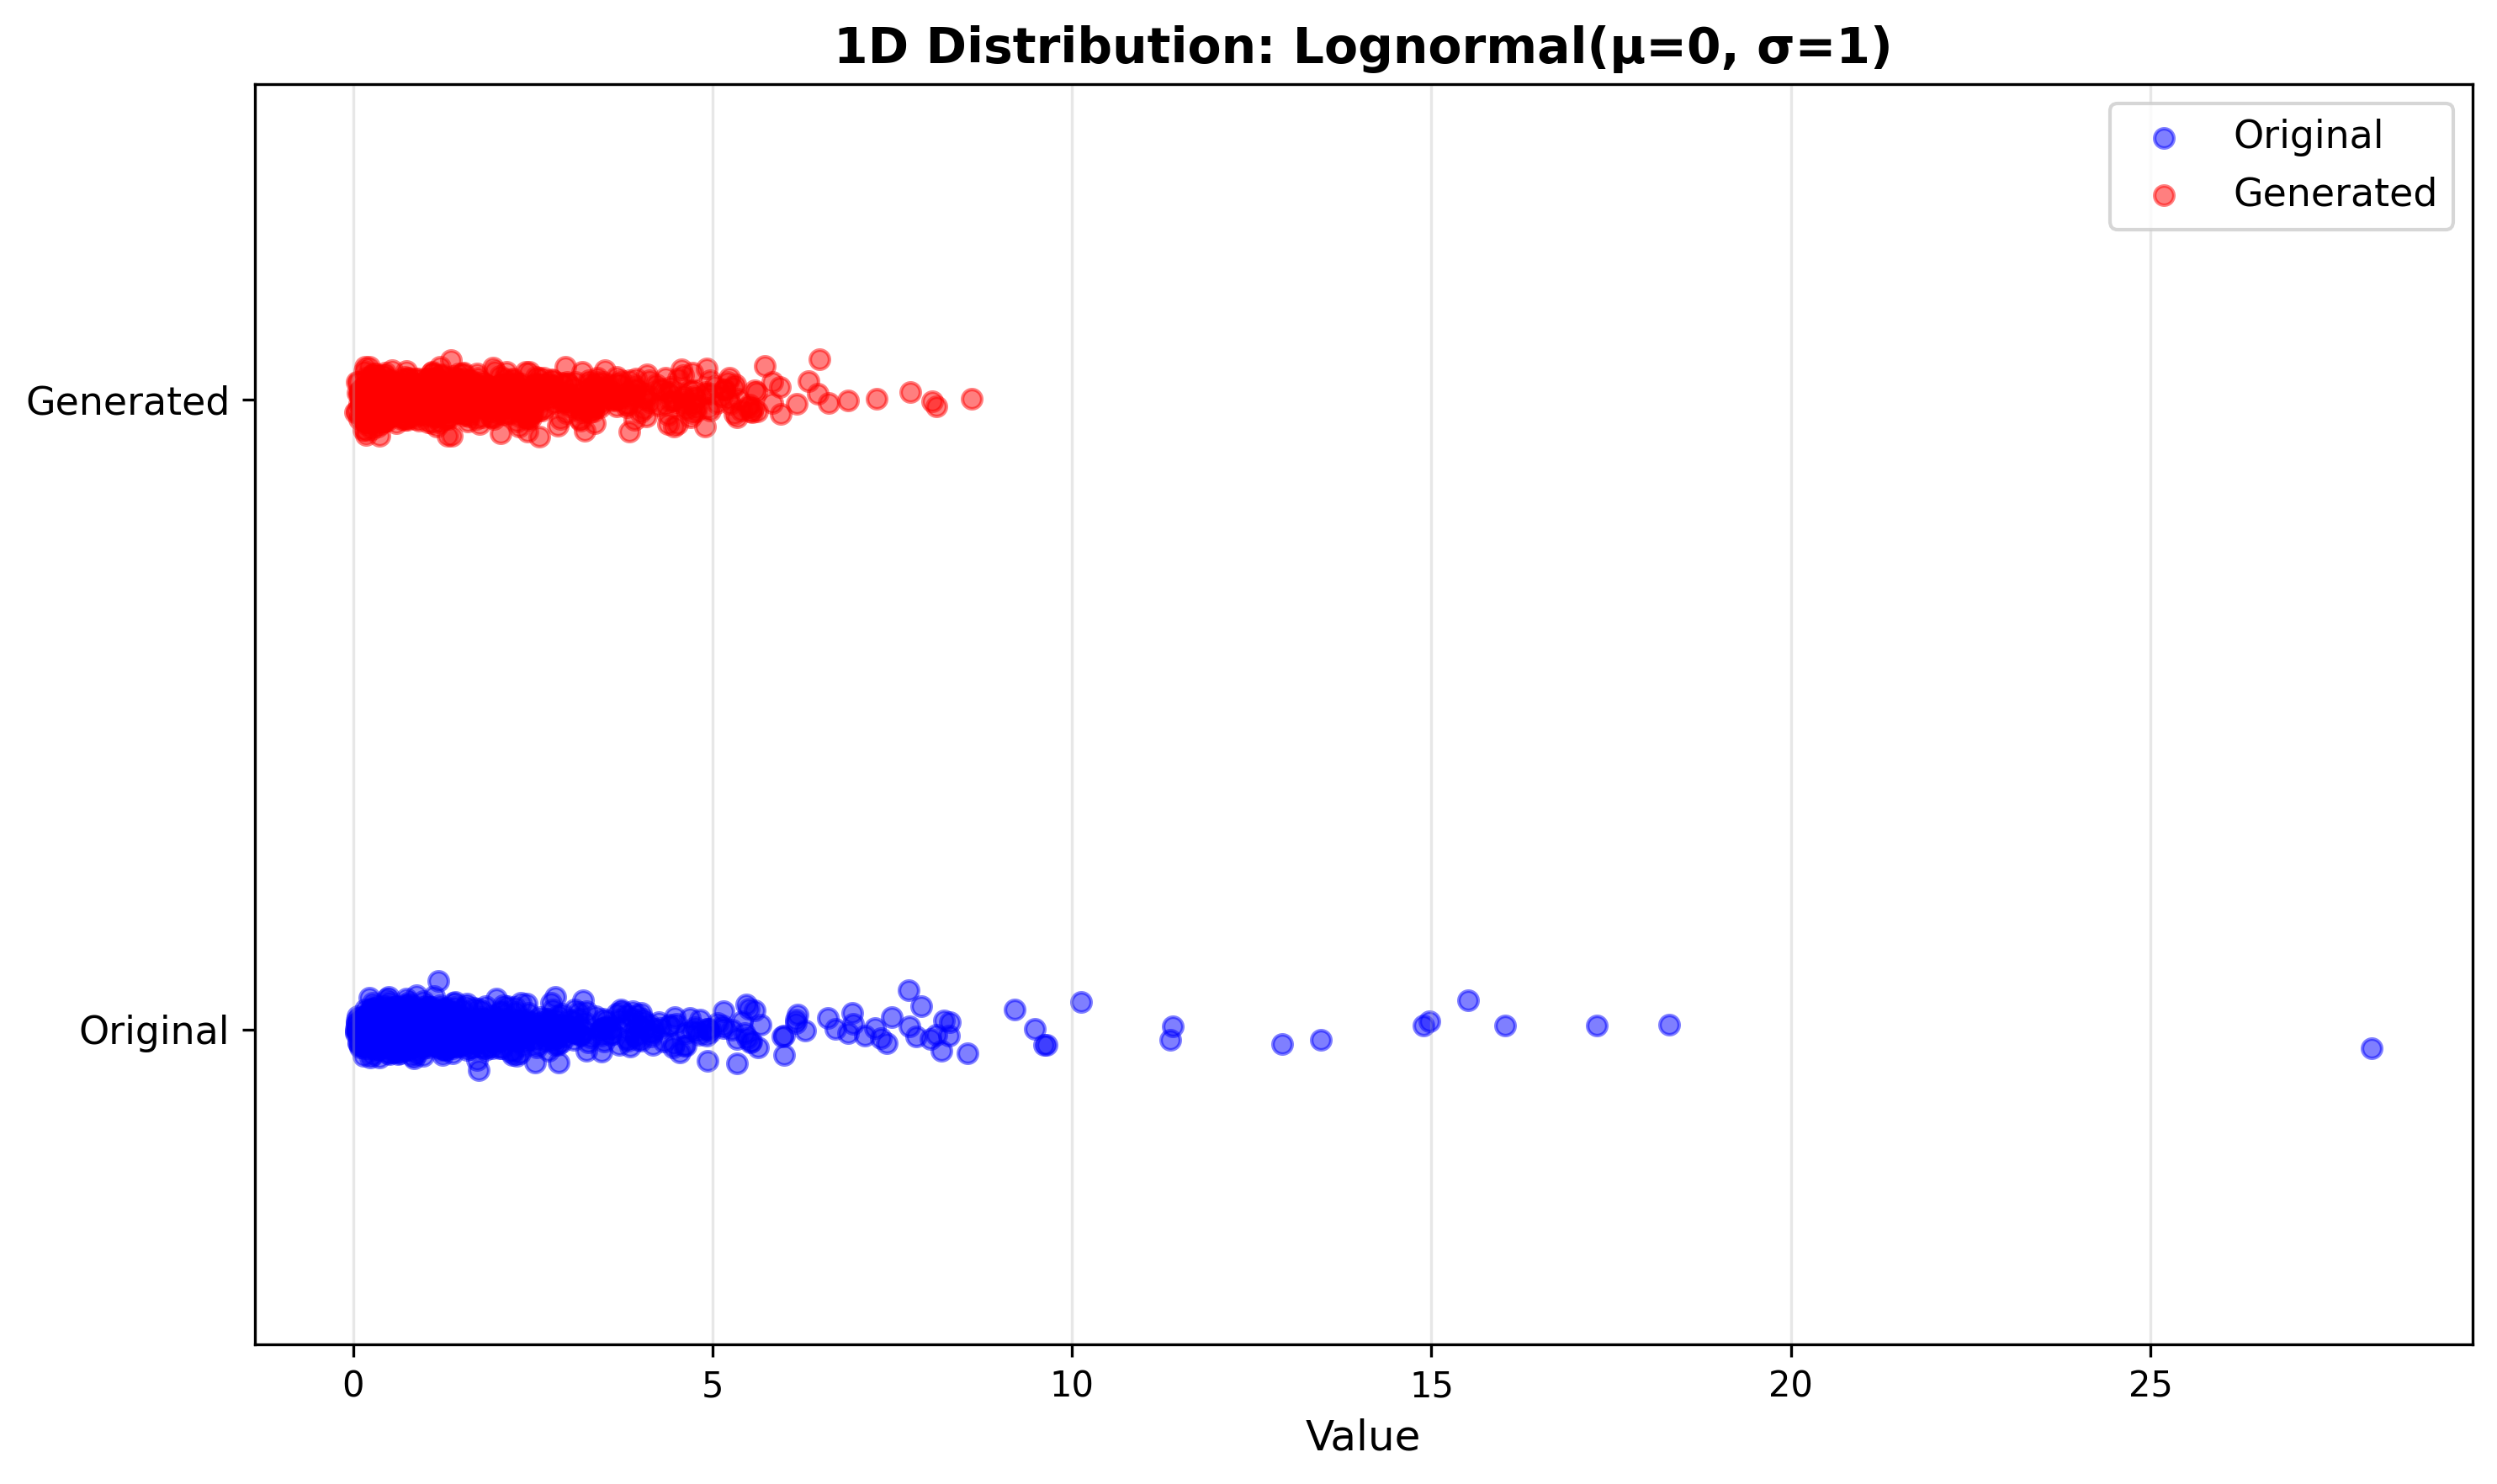 1D Distribution: Lognormal(μ=0, σ=1)
Original
Generated
Generated
Original
0 5 10 15 20 25
Value